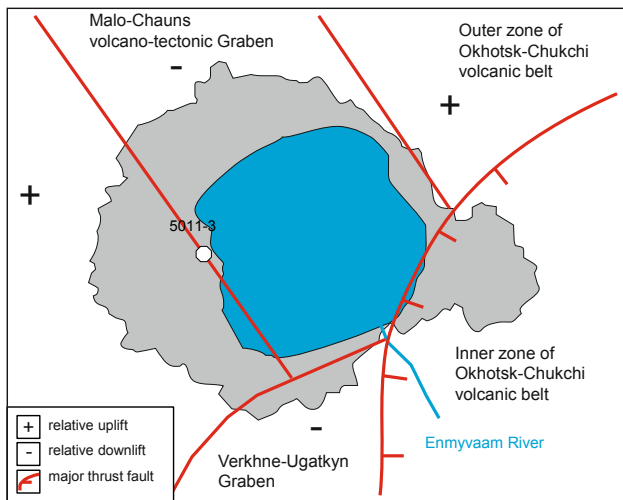 Malo-Chauns
volcano-tectonic Graben
-
Outer zone of
Okhotsk-Chukchi
volcanic belt
+
+
5011-3
Inner zone of
Okhotsk-Chukchi
volcanic belt
Enmyvaam River
-
Verkhne-Ugatkyn
Graben
+ relative uplift
- relative downlift
major thrust fault